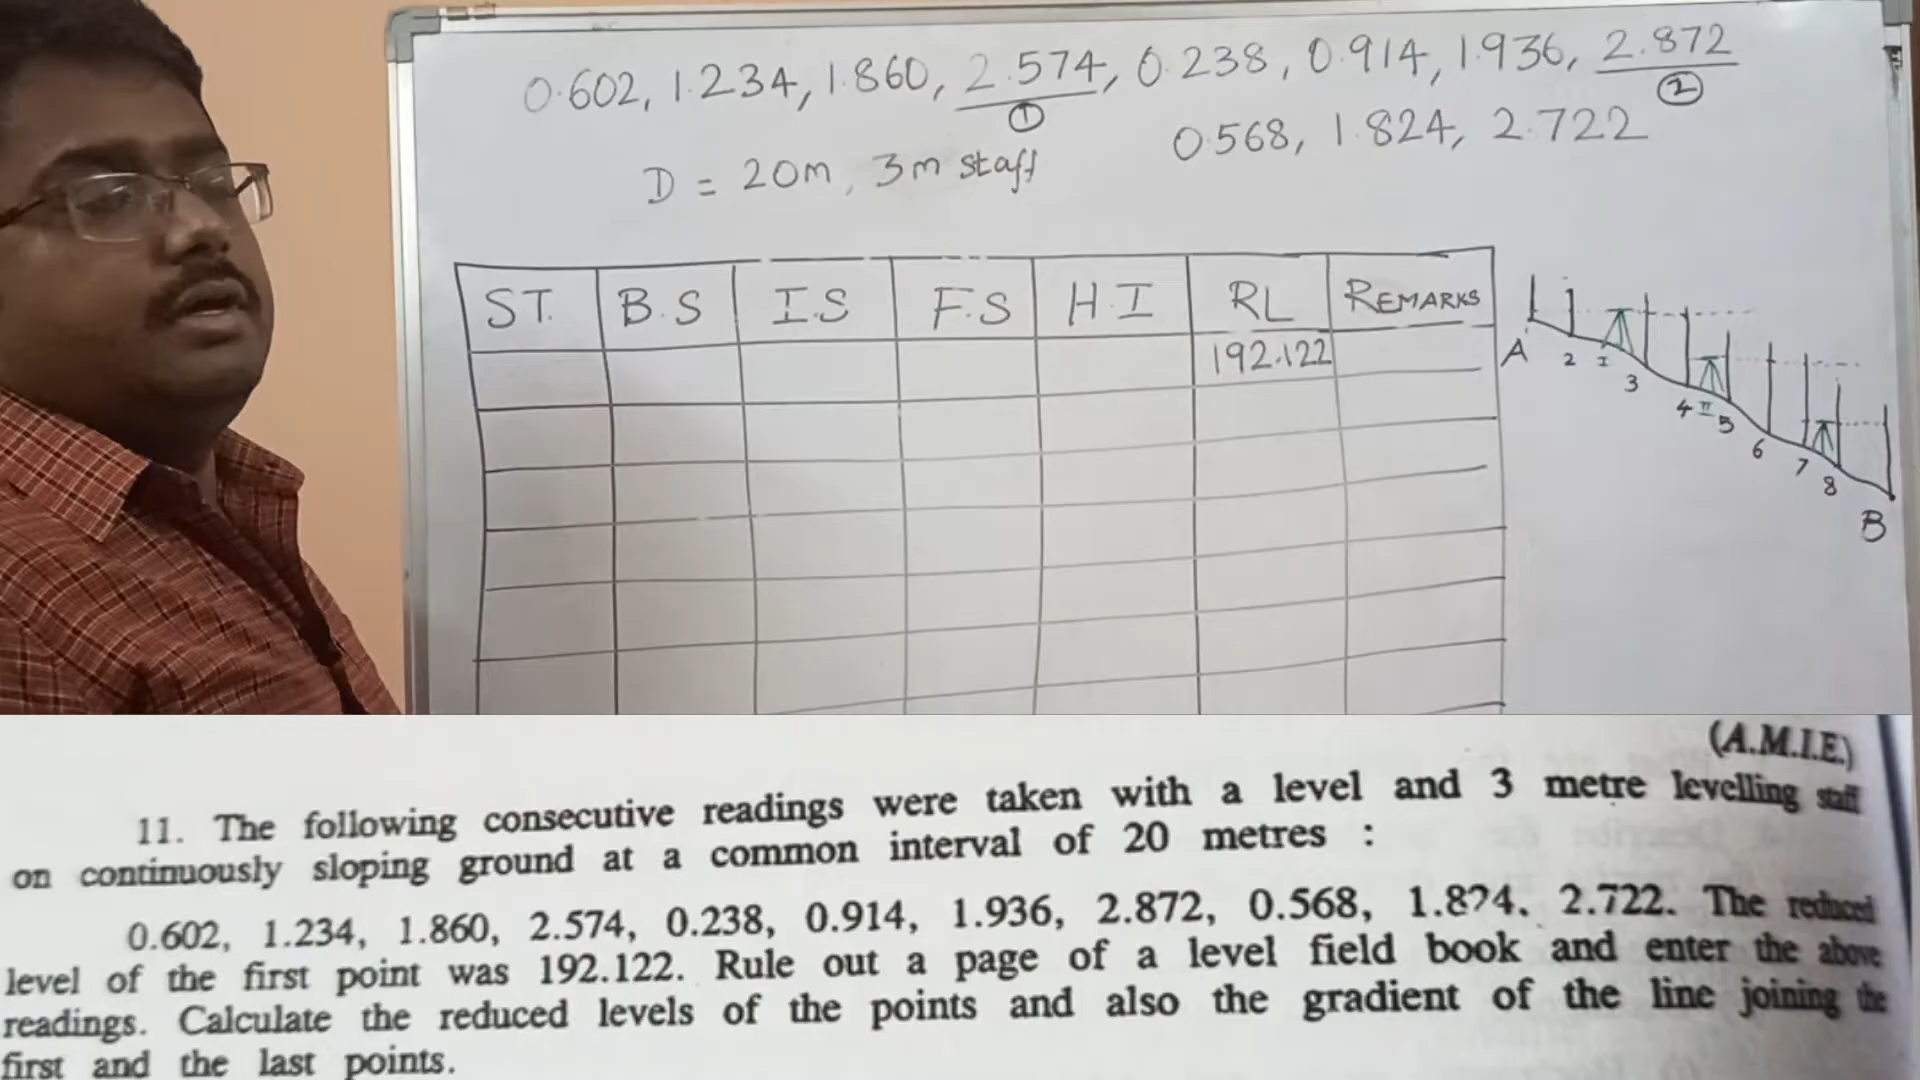 0.602, 1.234, 1.860, 2.574, 0.238, 0.914, 1.936, 2.872
① ②
0.568, 1.824, 2.722
D = 20m, 3m staff
ST. B.S I.S F.S H.I RL REMARKS
192.122
A 2 I 3 4 II 5 6 7 8 B
(A.M.I.E.)
11. The following consecutive readings were taken with a level and 3 metre levelling staff
on continuously sloping ground at a common interval of 20 metres :
0.602, 1.234, 1.860, 2.574, 0.238, 0.914, 1.936, 2.872, 0.568, 1.824, 2.722. The reduced
level of the first point was 192.122. Rule out a page of a level field book and enter the above
readings. Calculate the reduced levels of the points and also the gradient of the line joining the
first and the last points.